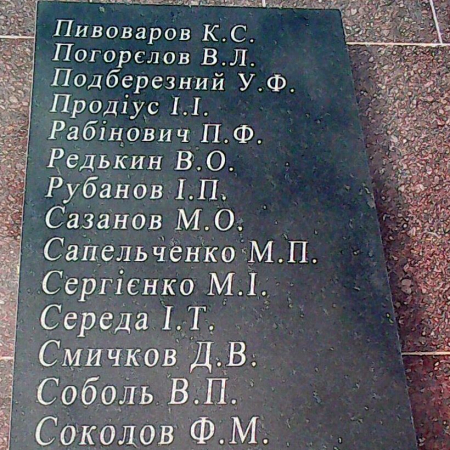 Пивоваров К.С.
Погорєлов В.Л.
Подберезний У.Ф.
Продіус І.І.
Рабінович П.Ф.
Редькин В.О.
Рубанов І.П.
Сазанов М.О.
Сапельченко М.П.
Сергієнко М.І.
Середа І.Т.
Смичков Д.В.
Соболь В.П.
Соколов Ф.М.